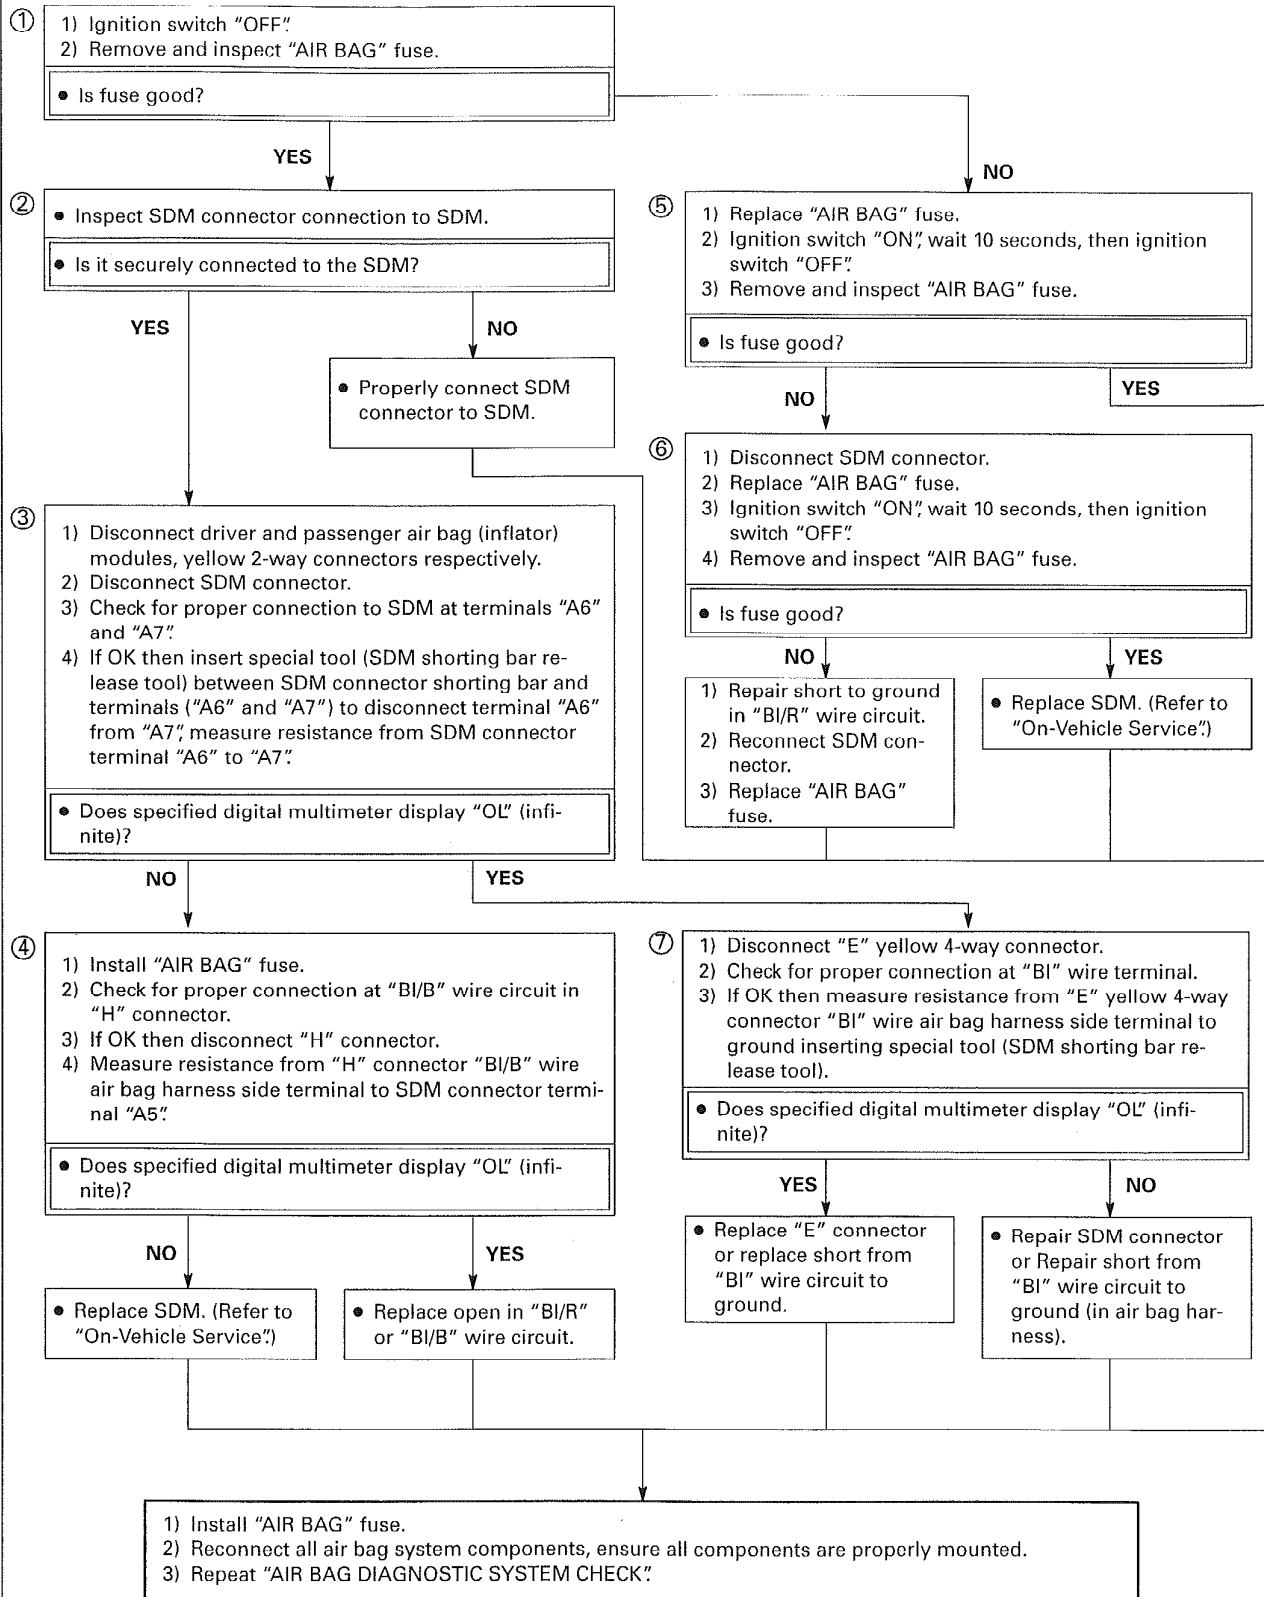 ①
1) Ignition switch "OFF".
2) Remove and inspect "AIR BAG" fuse.
● Is fuse good?
YES
NO
②
● Inspect SDM connector connection to SDM.
● Is it securely connected to the SDM?
YES
NO
● Properly connect SDM
connector to SDM.
⑤
1) Replace "AIR BAG" fuse.
2) Ignition switch "ON", wait 10 seconds, then ignition
switch "OFF".
3) Remove and inspect "AIR BAG" fuse.
● Is fuse good?
NO
YES
③
1) Disconnect driver and passenger air bag (inflator)
modules, yellow 2-way connectors respectively.
2) Disconnect SDM connector.
3) Check for proper connection to SDM at terminals "A6"
and "A7".
4) If OK then insert special tool (SDM shorting bar re-
lease tool) between SDM connector shorting bar and
terminals ("A6" and "A7") to disconnect terminal "A6"
from "A7", measure resistance from SDM connector
terminal "A6" to "A7".
● Does specified digital multimeter display "OL" (infi-
nite)?
NO
YES
⑥
1) Disconnect SDM connector.
2) Replace "AIR BAG" fuse.
3) Ignition switch "ON", wait 10 seconds, then ignition
switch "OFF".
4) Remove and inspect "AIR BAG" fuse.
● Is fuse good?
NO
YES
1) Repair short to ground
in "Bl/R" wire circuit.
2) Reconnect SDM con-
nector.
3) Replace "AIR BAG"
fuse.
● Replace SDM. (Refer to
"On-Vehicle Service".)
④
1) Install "AIR BAG" fuse.
2) Check for proper connection at "Bl/B" wire circuit in
"H" connector.
3) If OK then disconnect "H" connector.
4) Measure resistance from "H" connector "Bl/B" wire
air bag harness side terminal to SDM connector termi-
nal "A5".
● Does specified digital multimeter display "OL" (infi-
nite)?
NO
YES
● Replace SDM. (Refer to
"On-Vehicle Service".)
● Replace open in "Bl/R"
or "Bl/B" wire circuit.
⑦
1) Disconnect "E" yellow 4-way connector.
2) Check for proper connection at "Bl" wire terminal.
3) If OK then measure resistance from "E" yellow 4-way
connector "Bl" wire air bag harness side terminal to
ground inserting special tool (SDM shorting bar re-
lease tool).
● Does specified digital multimeter display "OL" (infi-
nite)?
YES
NO
● Replace "E" connector
or replace short from
"Bl" wire circuit to
ground.
● Repair SDM connector
or Repair short from
"Bl" wire circuit to
ground (in air bag har-
ness).
1) Install "AIR BAG" fuse.
2) Reconnect all air bag system components, ensure all components are properly mounted.
3) Repeat "AIR BAG DIAGNOSTIC SYSTEM CHECK".